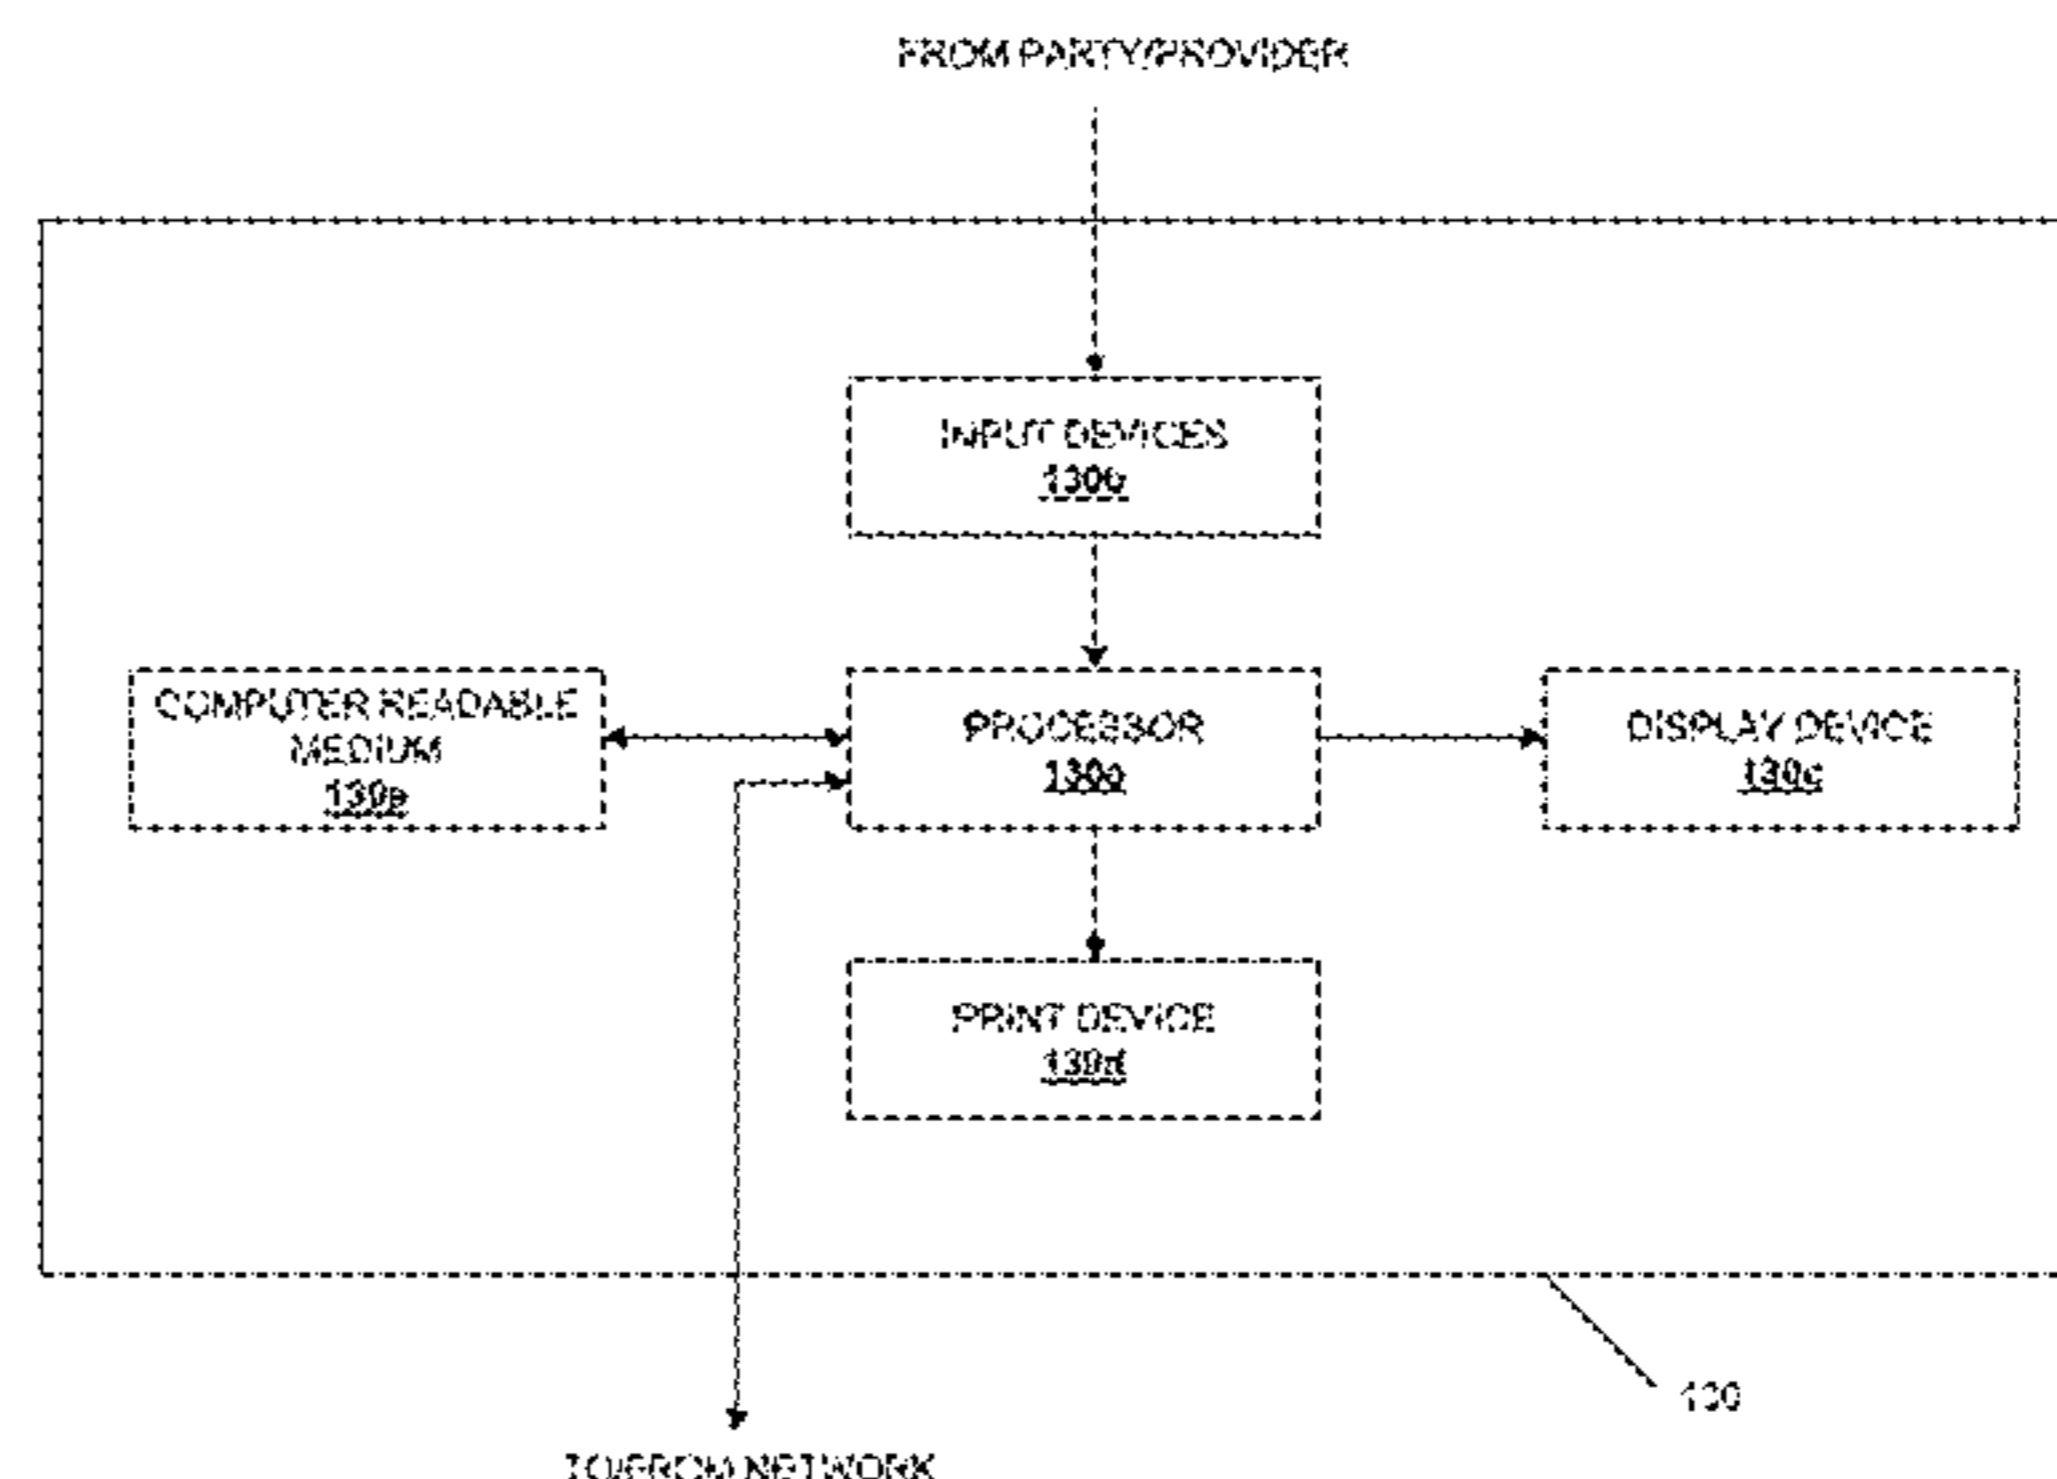 FROM PARTY/PROVIDER
INPUT DEVICES
130b
COMPUTER READABLE
MEDIUM
130e
PROCESSOR
130a
DISPLAY DEVICE
130c
PRINT DEVICE
130d
130
TO/FROM NETWORK